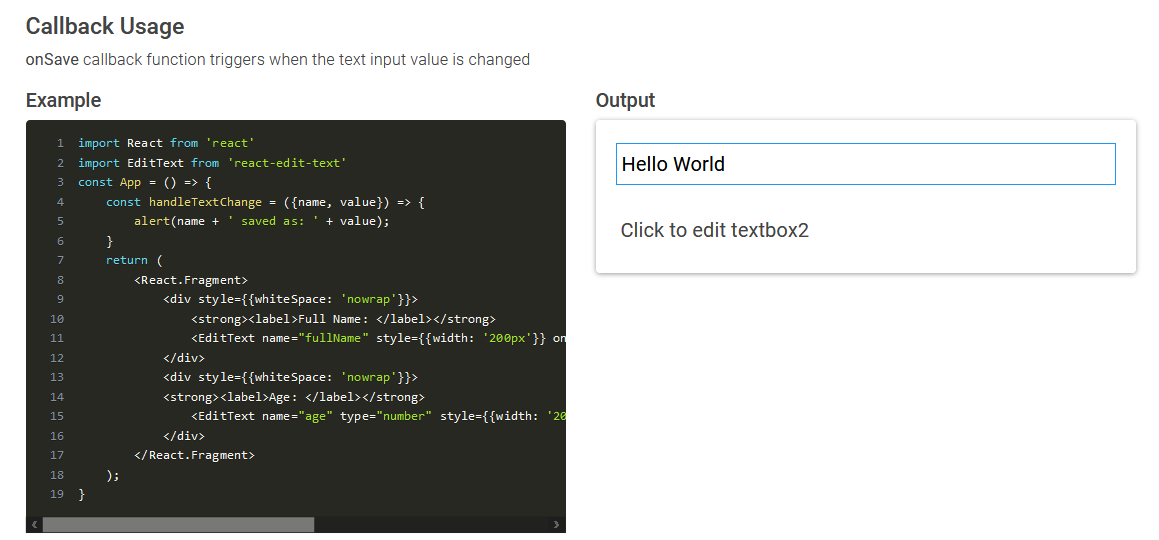 Callback Usage
onSave callback function triggers when the text input value is changed
Example
1 import React from 'react'
2 import EditText from 'react-edit-text'
3 const App = () => {
4     const handleTextChange = ({name, value}) => {
5         alert(name + ' saved as: ' + value);
6     }
7     return (
8         <React.Fragment>
9             <div style={{whiteSpace: 'nowrap'}}>
10                 <strong><label>Full Name: </label></strong>
11                 <EditText name="fullName" style={{width: '200px'}} on
12             </div>
13             <div style={{whiteSpace: 'nowrap'}}>
14             <strong><label>Age: </label></strong>
15                 <EditText name="age" type="number" style={{width: '20
16             </div>
17         </React.Fragment>
18     );
19 }
Output
Hello World
Click to edit textbox2